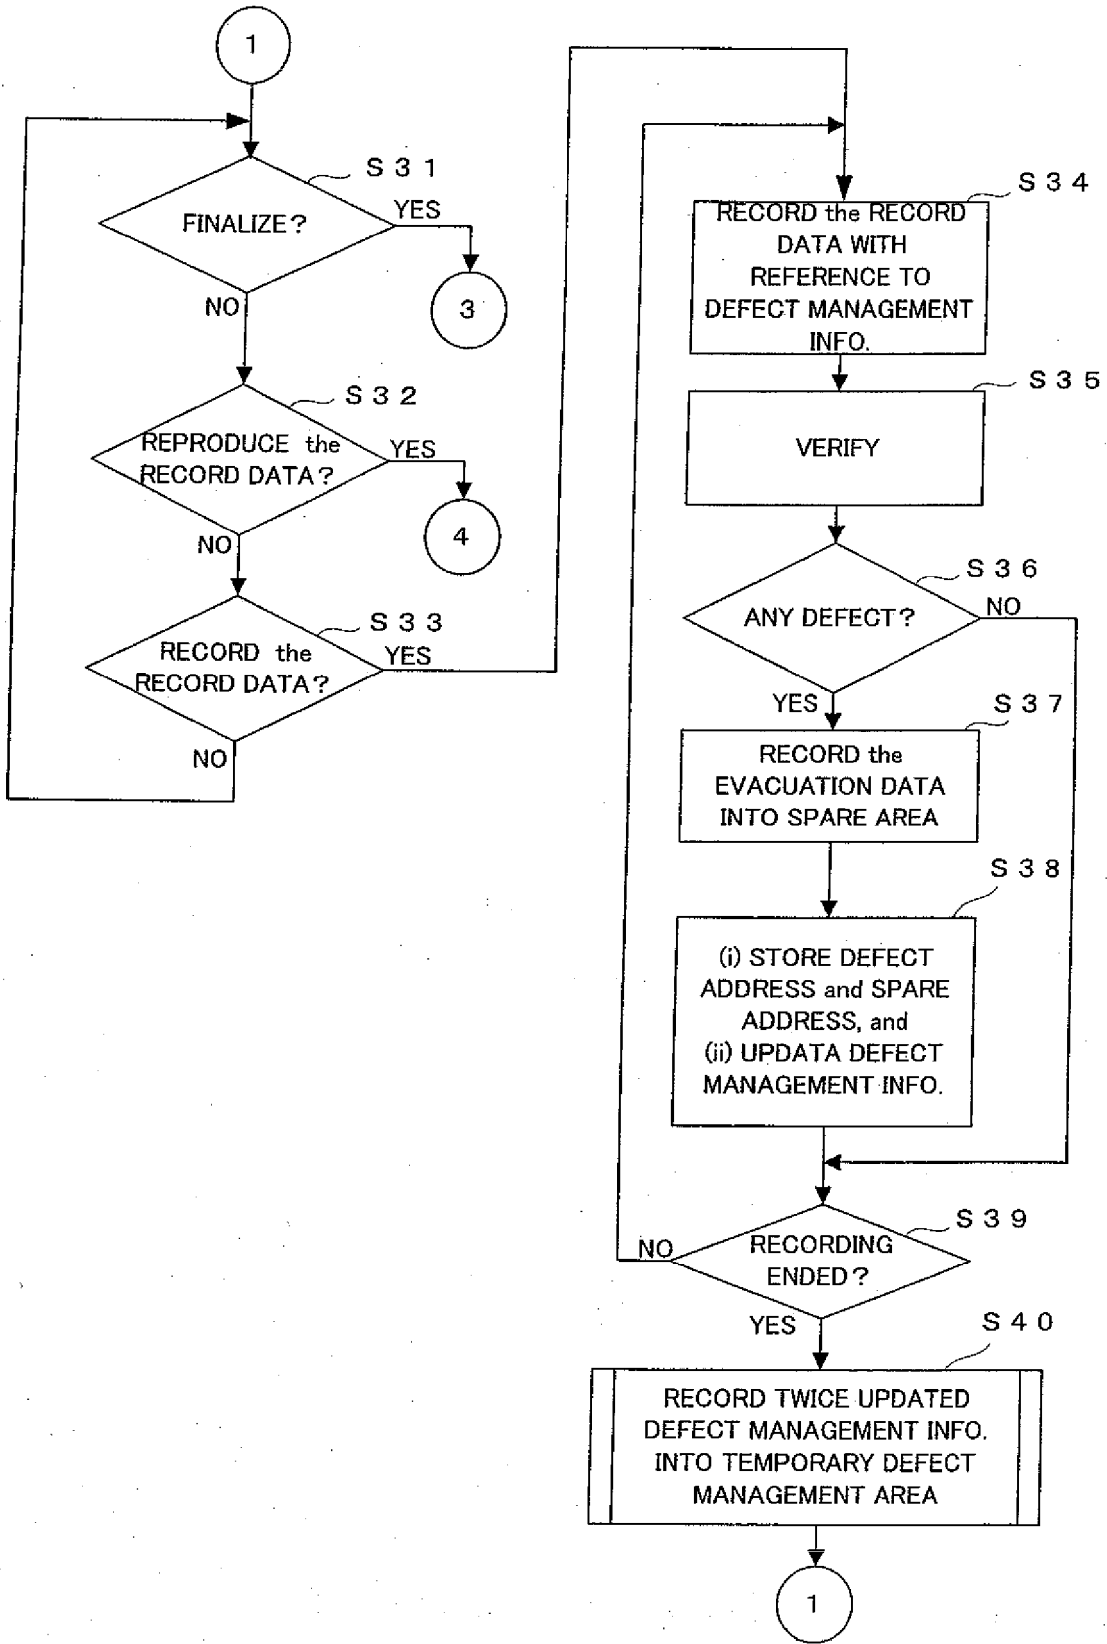 1
S31
FINALIZE?
YES
3
NO
S32
REPRODUCE the
RECORD DATA?
YES
4
NO
S33
RECORD the
RECORD DATA?
YES
NO
S34
RECORD the RECORD
DATA WITH
REFERENCE TO
DEFECT MANAGEMENT
INFO.
S35
VERIFY
S36
ANY DEFECT?
NO
YES
S37
RECORD the
EVACUATION DATA
INTO SPARE AREA
S38
(i) STORE DEFECT
ADDRESS and SPARE
ADDRESS, and
(ii) UPDATA DEFECT
MANAGEMENT INFO.
S39
NO
RECORDING
ENDED?
YES
S40
RECORD TWICE UPDATED
DEFECT MANAGEMENT INFO.
INTO TEMPORARY DEFECT
MANAGEMENT AREA
1